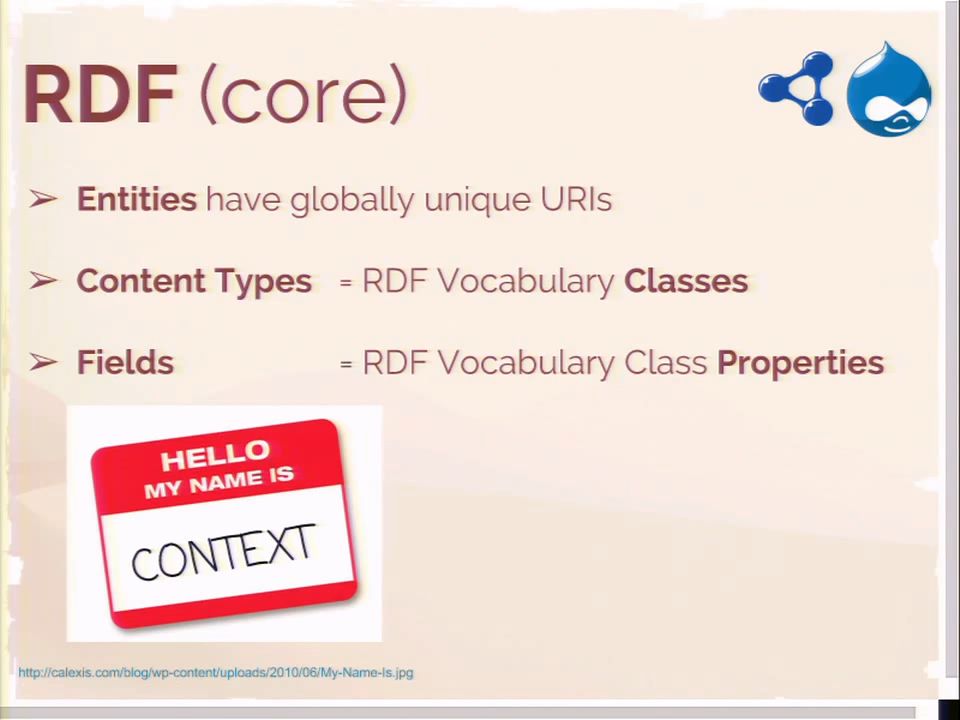 RDF (core)
➢ Entities have globally unique URIs
➢ Content Types = RDF Vocabulary Classes
➢ Fields = RDF Vocabulary Class Properties
HELLO
MY NAME IS
CONTEXT
http://calexis.com/blog/wp-content/uploads/2010/06/My-Name-Is.jpg